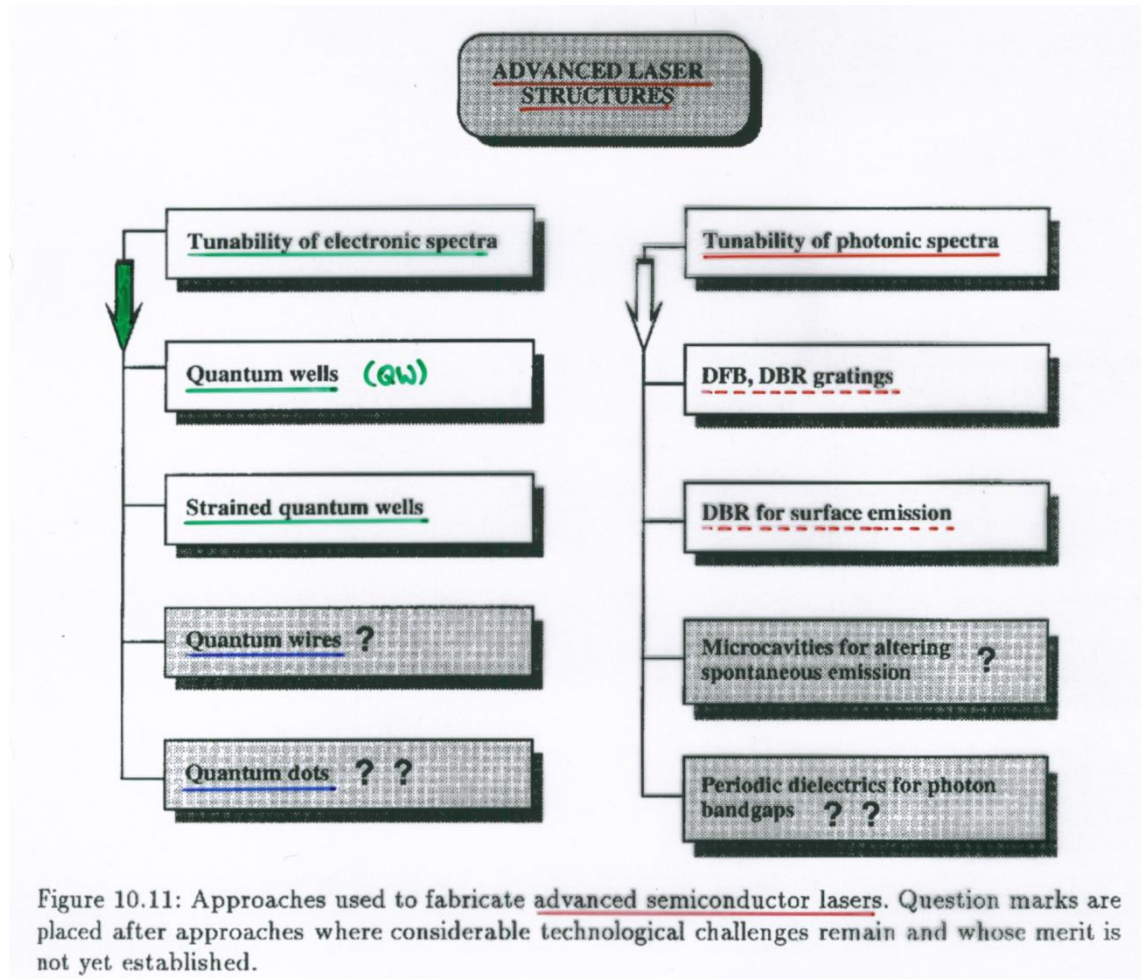 ADVANCED LASER
STRUCTURES
Tunability of electronic spectra
Quantum wells (QW)
Strained quantum wells
Quantum wires ?
Quantum dots ? ?
Tunability of photonic spectra
DFB, DBR gratings
DBR for surface emission
Microcavities for altering ?
spontaneous emission
Periodic dielectrics for photon
bandgaps ? ?
Figure 10.11: Approaches used to fabricate advanced semiconductor lasers. Question marks are
placed after approaches where considerable technological challenges remain and whose merit is
not yet established.